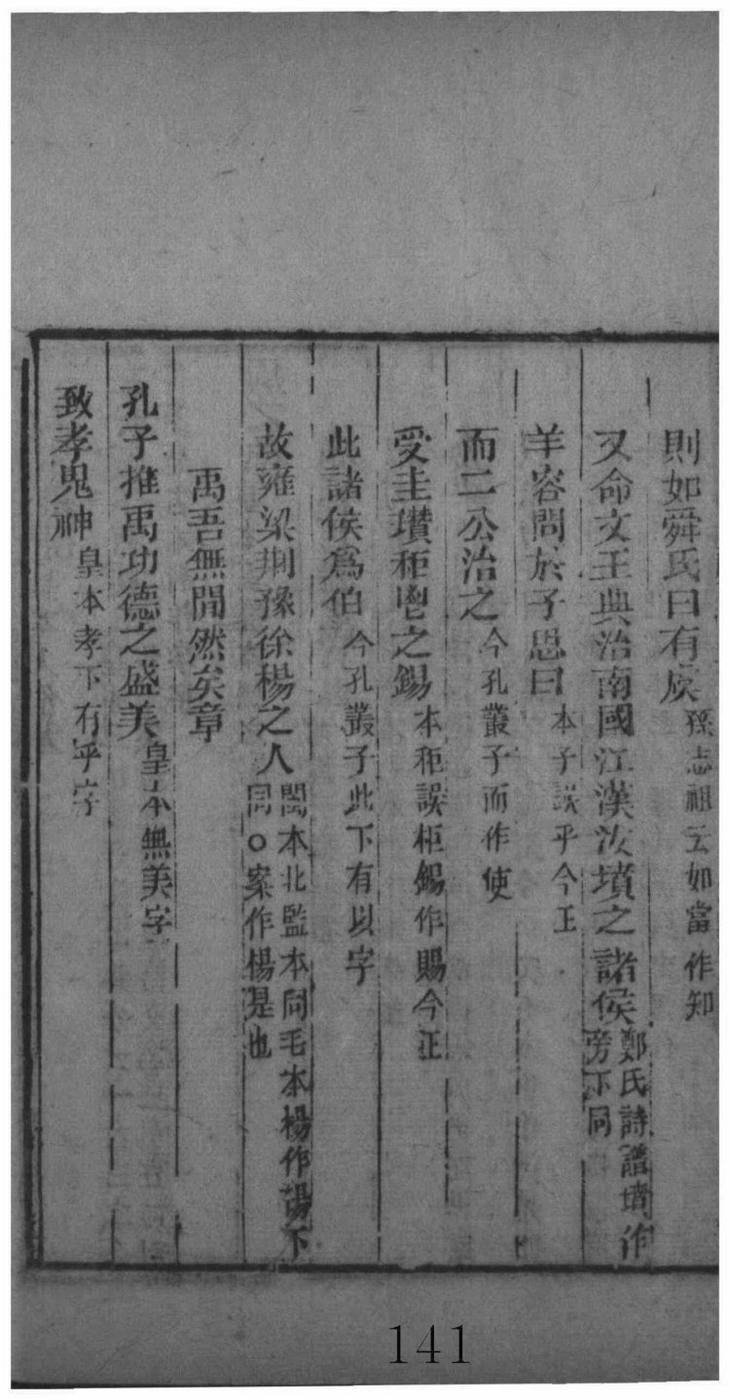 則如舜氏曰有虞孫志祖云如當作知
又命文王典治南國江漢汝墳之諸侯鄭氏詩譜墳作旁下同
羊容問於子思曰本子誤乎今正
而二公治之今孔叢子而作使
受圭瓚秬鬯之錫本秬誤柜錫作賜今正
此諸侯爲伯今孔叢子此下有以字
故雍梁荆豫徐楊之人閩本北監本同毛本楊作揚下同○案作楊是也
禹吾無閒然矣章
孔子推禹功德之盛美皇本無美字
致孝鬼神皇本孝下有乎字
141